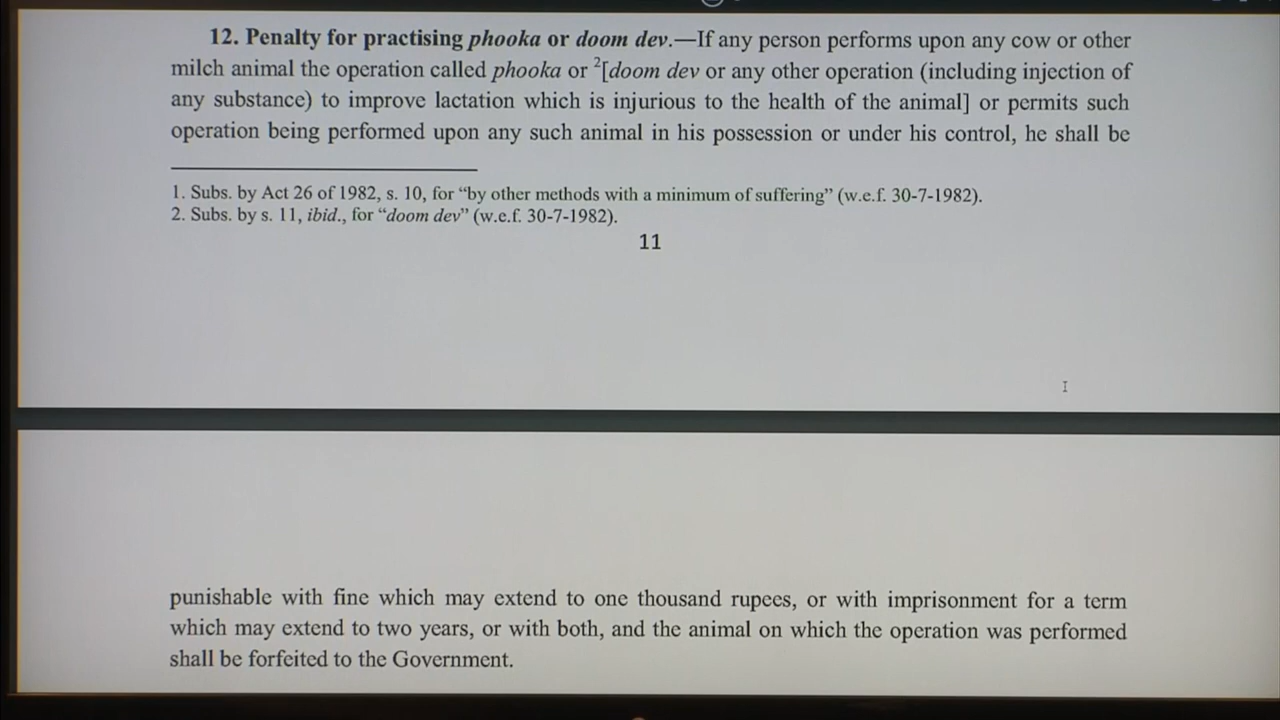 12. Penalty for practising phooka or doom dev.—If any person performs upon any cow or other
milch animal the operation called phooka or ²[doom dev or any other operation (including injection of
any substance) to improve lactation which is injurious to the health of the animal] or permits such
operation being performed upon any such animal in his possession or under his control, he shall be
1. Subs. by Act 26 of 1982, s. 10, for “by other methods with a minimum of suffering” (w.e.f. 30-7-1982).
2. Subs. by s. 11, ibid., for “doom dev” (w.e.f. 30-7-1982).
11
punishable with fine which may extend to one thousand rupees, or with imprisonment for a term
which may extend to two years, or with both, and the animal on which the operation was performed
shall be forfeited to the Government.